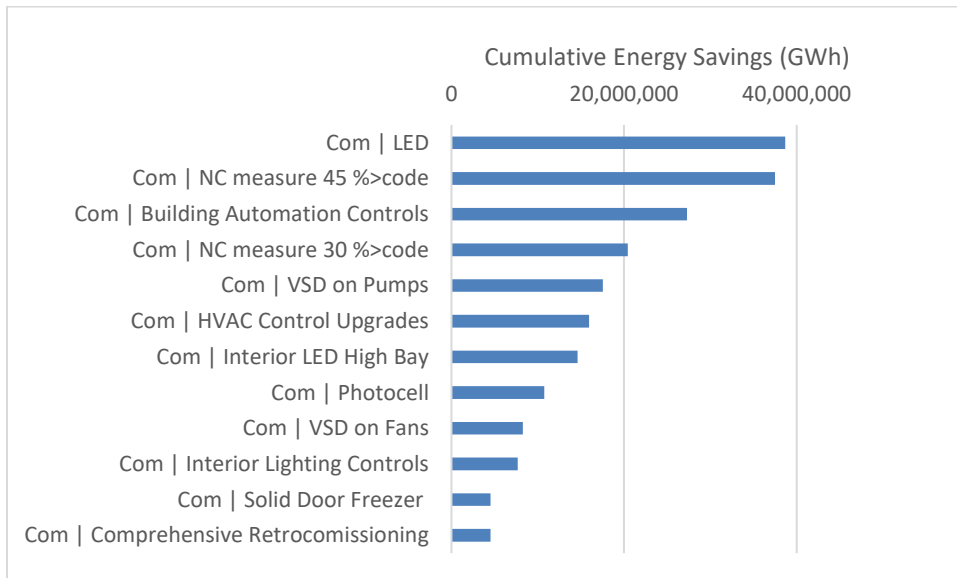 Cumulative Energy Savings (GWh)
0 20,000,000 40,000,000
Com | LED
Com | NC measure 45 %>code
Com | Building Automation Controls
Com | NC measure 30 %>code
Com | VSD on Pumps
Com | HVAC Control Upgrades
Com | Interior LED High Bay
Com | Photocell
Com | VSD on Fans
Com | Interior Lighting Controls
Com | Solid Door Freezer
Com | Comprehensive Retrocomissioning